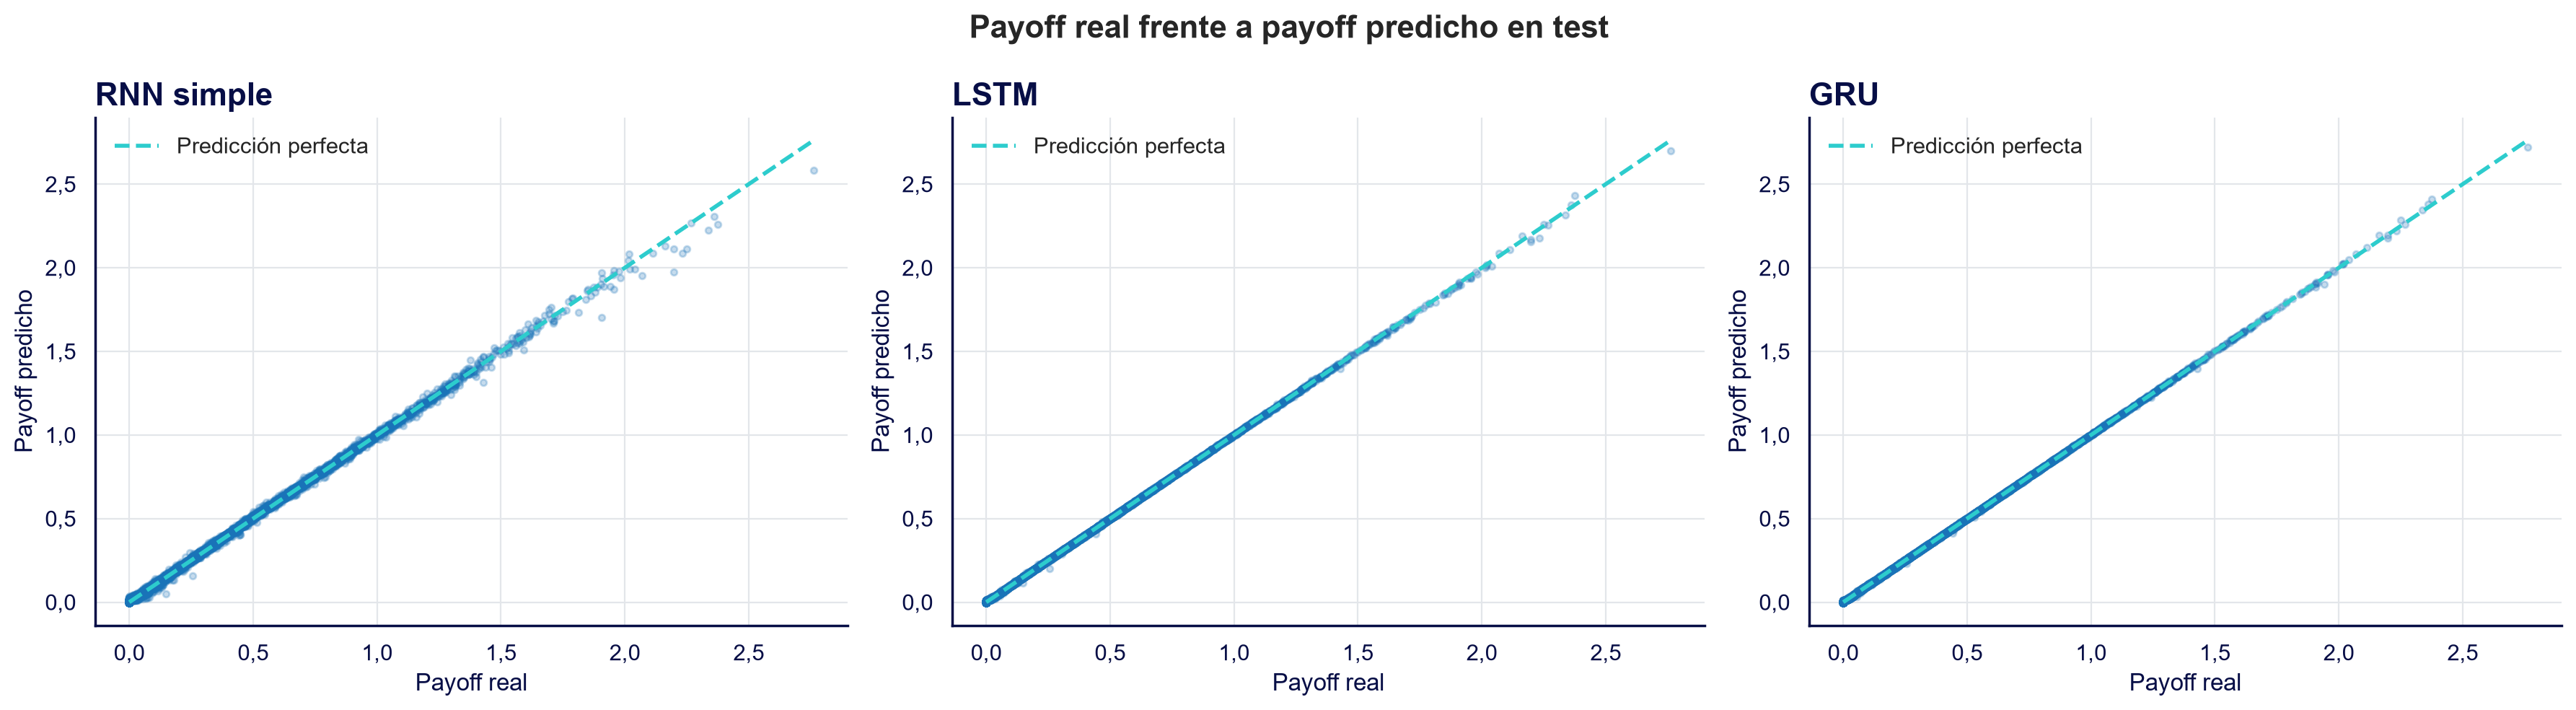 Payoff real frente a payoff predicho en test
RNN simple
Predicción perfecta
Payoff predicho
2,5
2,0
1,5
1,0
0,5
0,0
0,0 0,5 1,0 1,5 2,0 2,5
Payoff real
LSTM
Predicción perfecta
Payoff predicho
2,5
2,0
1,5
1,0
0,5
0,0
0,0 0,5 1,0 1,5 2,0 2,5
Payoff real
GRU
Predicción perfecta
Payoff predicho
2,5
2,0
1,5
1,0
0,5
0,0
0,0 0,5 1,0 1,5 2,0 2,5
Payoff real